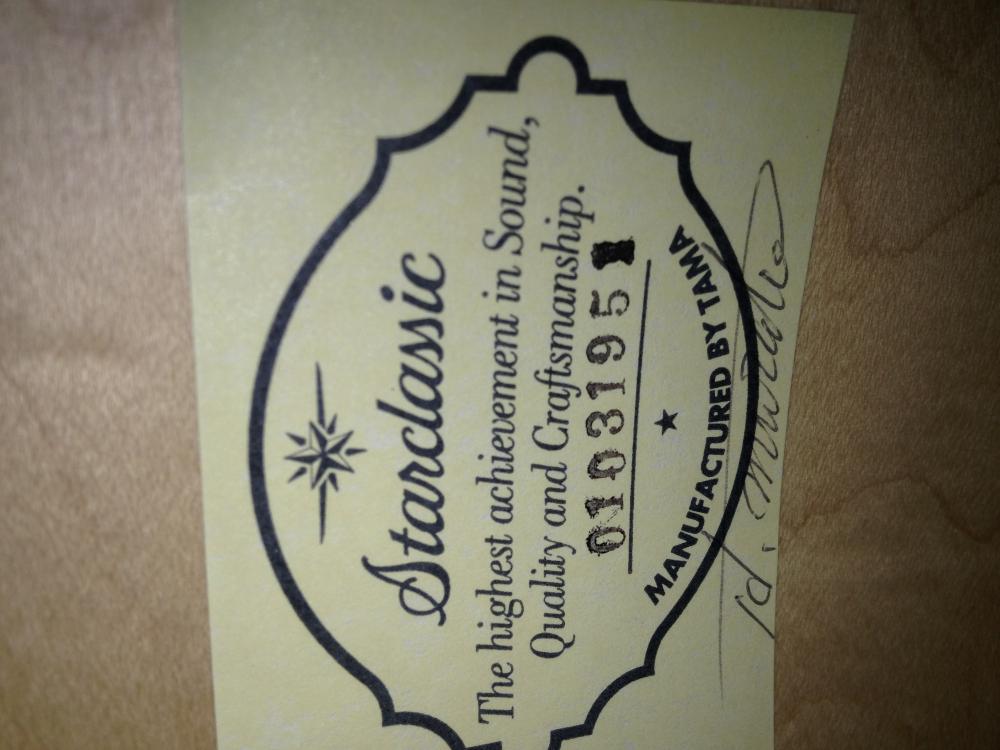 Starclassic
The highest achievement in Sound,
Quality and Craftsmanship.
01031951
MANUFACTURED BY TAMA